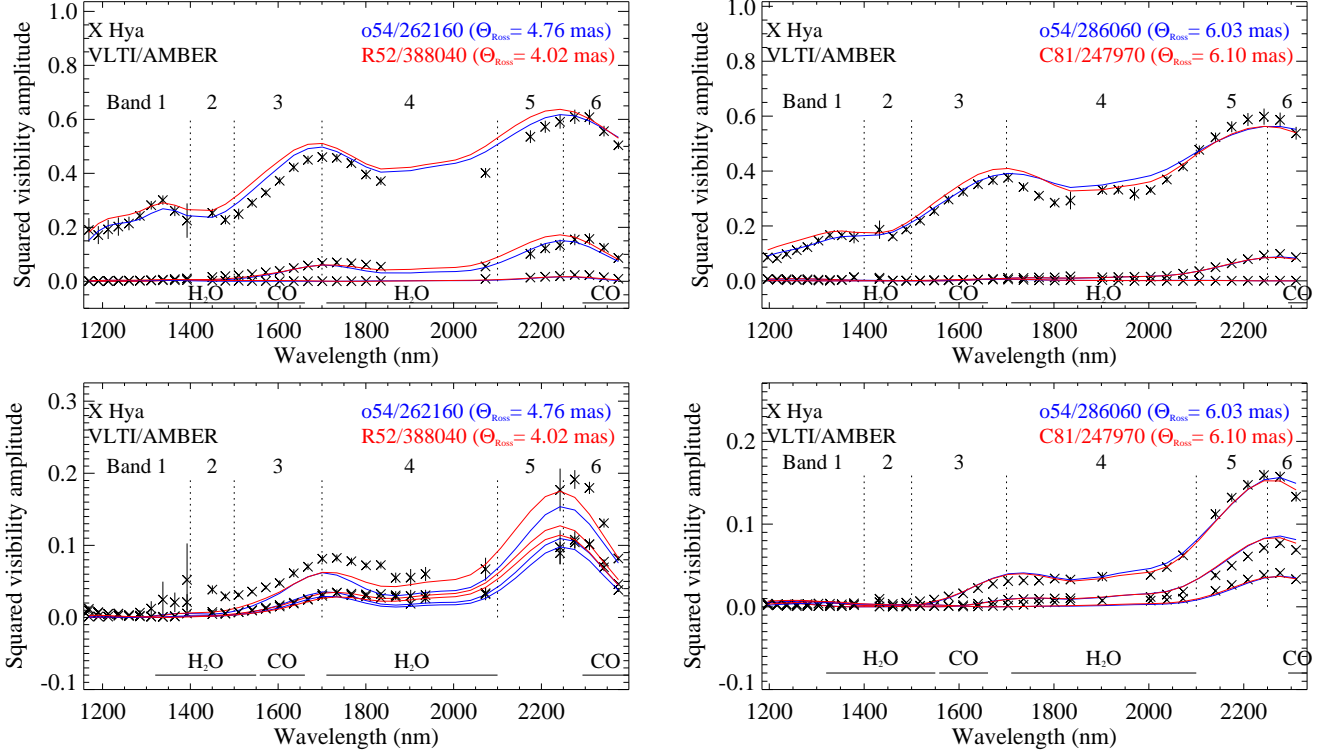 X Hya
o54/262160 (Θ_Ross= 4.76 mas)
VLTI/AMBER
R52/388040 (Θ_Ross= 4.02 mas)
Band 1 2 3 4 5 6
Squared visibility amplitude
1.0
0.8
0.6
0.4
0.2
0.0
H₂O CO H₂O CO
1200 1400 1600 1800 2000 2200
Wavelength (nm)
X Hya
o54/286060 (Θ_Ross= 6.03 mas)
VLTI/AMBER
C81/247970 (Θ_Ross= 6.10 mas)
Band 1 2 3 4 5 6
Squared visibility amplitude
1.0
0.8
0.6
0.4
0.2
0.0
H₂O CO H₂O CO
1200 1400 1600 1800 2000 2200
Wavelength (nm)
X Hya
o54/262160 (Θ_Ross= 4.76 mas)
VLTI/AMBER
R52/388040 (Θ_Ross= 4.02 mas)
Band 1 2 3 4 5 6
Squared visibility amplitude
0.3
0.2
0.1
0.0
-0.1
H₂O CO H₂O CO
1200 1400 1600 1800 2000 2200
Wavelength (nm)
X Hya
o54/286060 (Θ_Ross= 6.03 mas)
VLTI/AMBER
C81/247970 (Θ_Ross= 6.10 mas)
Band 1 2 3 4 5 6
Squared visibility amplitude
0.2
0.1
0.0
-0.1
H₂O CO H₂O CO
1200 1400 1600 1800 2000 2200
Wavelength (nm)